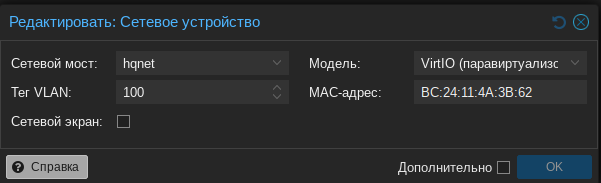 Редактировать: Сетевое устройство
Сетевой мост: hqnet Модель: VirtIO (паравиртуализо
Тег VLAN: 100 MAC-адрес: BC:24:11:4A:3B:62
Сетевой экран:
Справка Дополнительно OK